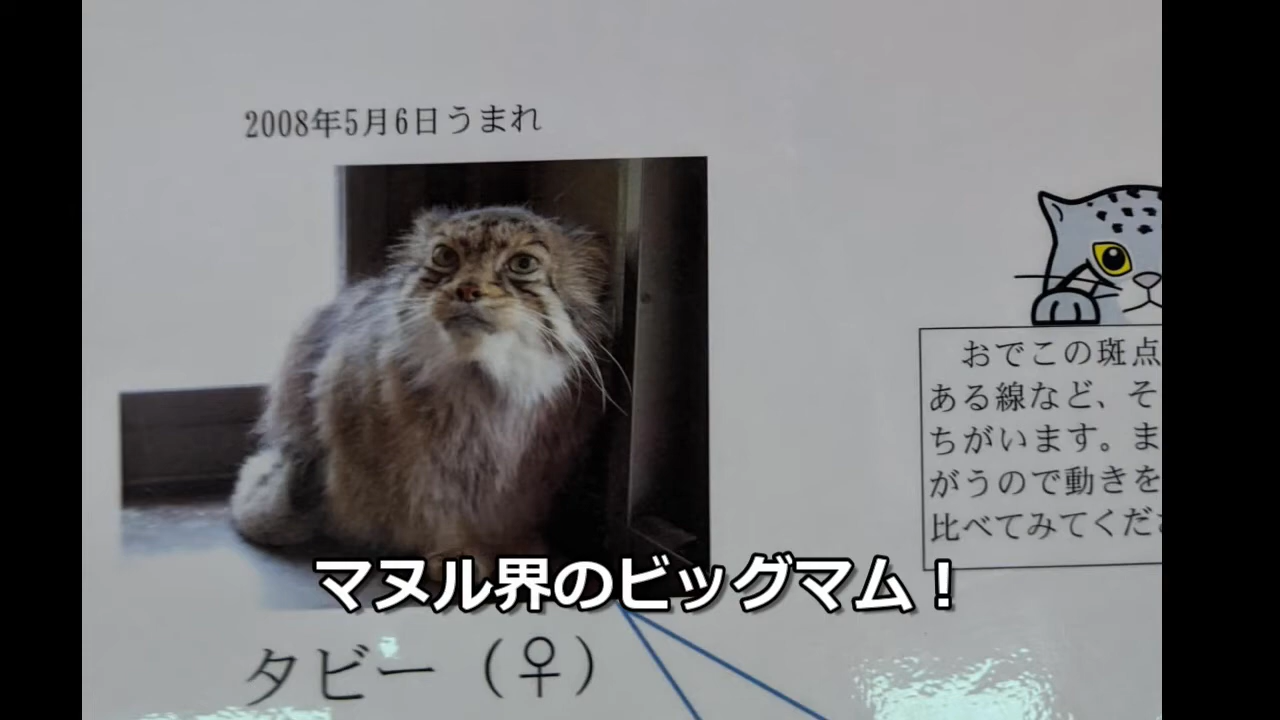 2008年5月6日うまれ
おでこの斑点
ある線など、そ
ちがいます。ま
がうので動きを
比べてみてくだ
マヌル界のビッグマム！
タビー（♀）